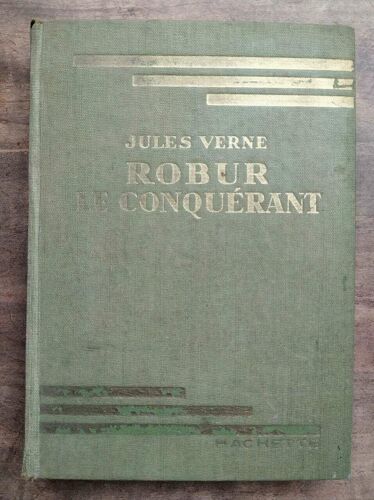 JULES VERNE
ROBUR
LE CONQUÉRANT
HACHETTE